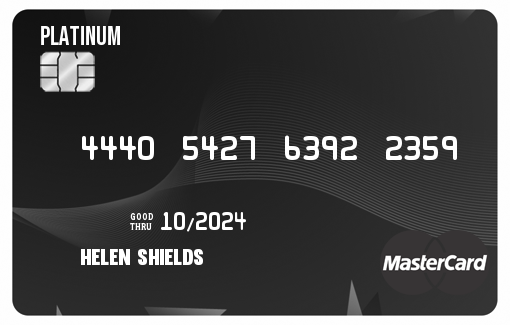 PLATINUM
4440 5427 6392 2359
GOOD THRU 10/2024
HELEN SHIELDS
MasterCard